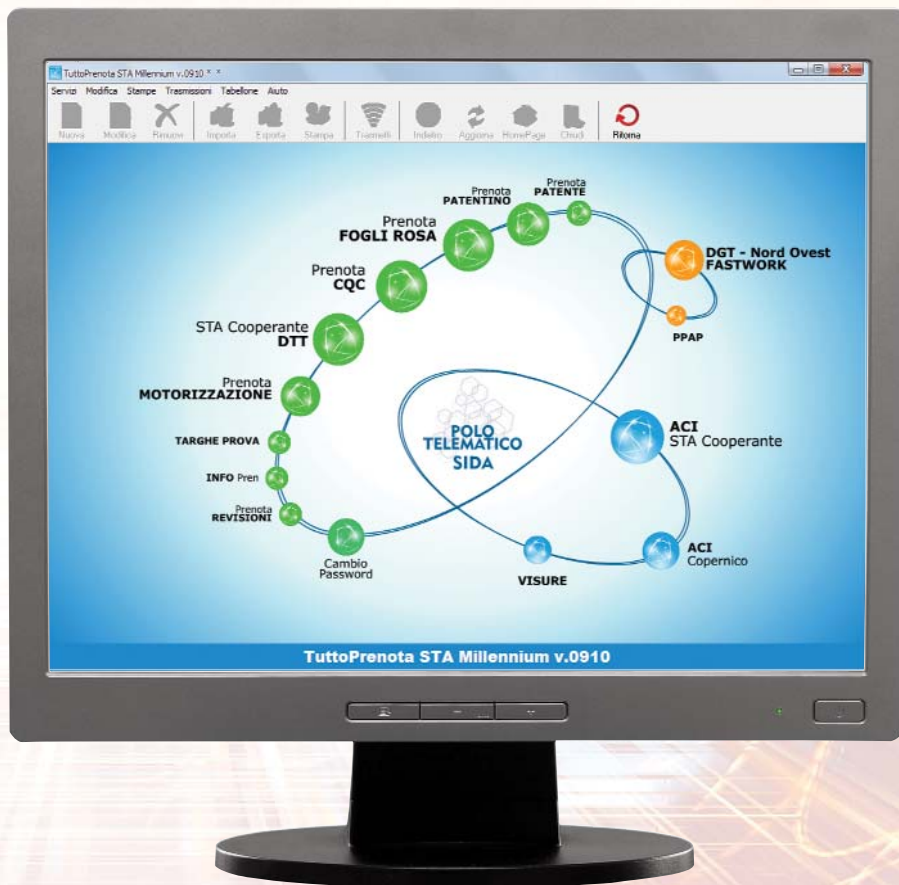 TuttoPrenota STA Millennium v.0910 * *
Servizi Modifica Stampe Trasmissioni Tabellone Aiuto
Nuova Modifica Rimuovi Importa Esporta Stampa Trasmetti Indietro Aggiorna HomePage Chiudi Ritorna
Prenota
PATENTE
Prenota
PATENTINO
Prenota
FOGLI ROSA
DGT - Nord Ovest
FASTWORK
Prenota
CQC
PPAP
STA Cooperante
DTT
Prenota
MOTORIZZAZIONE
TARGHE PROVA
POLO
TELEMATICO
SIDA
ACI
STA Cooperante
INFO Pren
Prenota
REVISIONI
Cambio
Password
VISURE
ACI
Copernico
TuttoPrenota STA Millennium v.0910